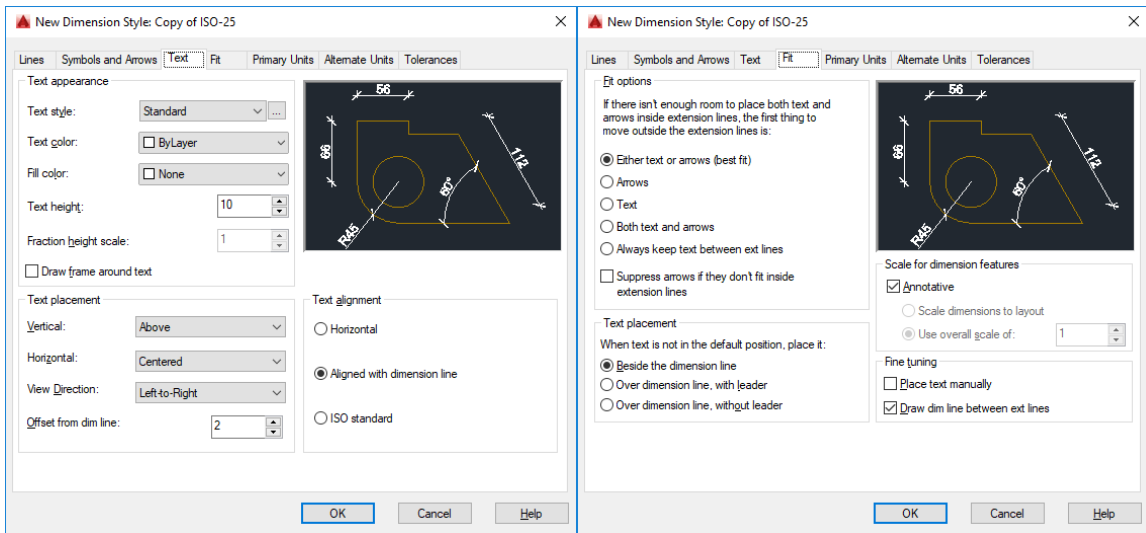 New Dimension Style: Copy of ISO-25
Lines Symbols and Arrows Text Fit Primary Units Alternate Units Tolerances
Text appearance
Text style: Standard ...
Text color: ByLayer
Fill color: None
Text height: 10
Fraction height scale: 1
Draw frame around text
56
66
112
60°
R45
Text placement
Vertical: Above
Horizontal: Centered
View Direction: Left-to-Right
Offset from dim line: 2
Text alignment
Horizontal
Aligned with dimension line
ISO standard
OK Cancel Help
New Dimension Style: Copy of ISO-25
Lines Symbols and Arrows Text Fit Primary Units Alternate Units Tolerances
Fit options
If there isn't enough room to place both text and
arrows inside extension lines, the first thing to
move outside the extension lines is:
Either text or arrows (best fit)
Arrows
Text
Both text and arrows
Always keep text between ext lines
Suppress arrows if they don't fit inside
extension lines
Text placement
When text is not in the default position, place it:
Beside the dimension line
Over dimension line, with leader
Over dimension line, without leader
56
66
112
60°
R45
Scale for dimension features
Annotative
Scale dimensions to layout
Use overall scale of: 1
Fine tuning
Place text manually
Draw dim line between ext lines
OK Cancel Help